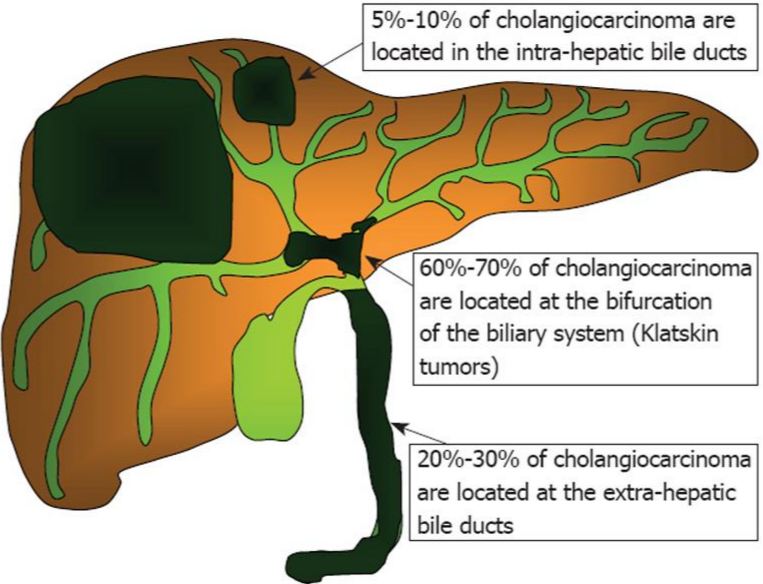 5%-10% of cholangiocarcinoma are
located in the intra-hepatic bile ducts
60%-70% of cholangiocarcinoma
are located at the bifurcation
of the biliary system (Klatskin
tumors)
20%-30% of cholangiocarcinoma
are located at the extra-hepatic
bile ducts